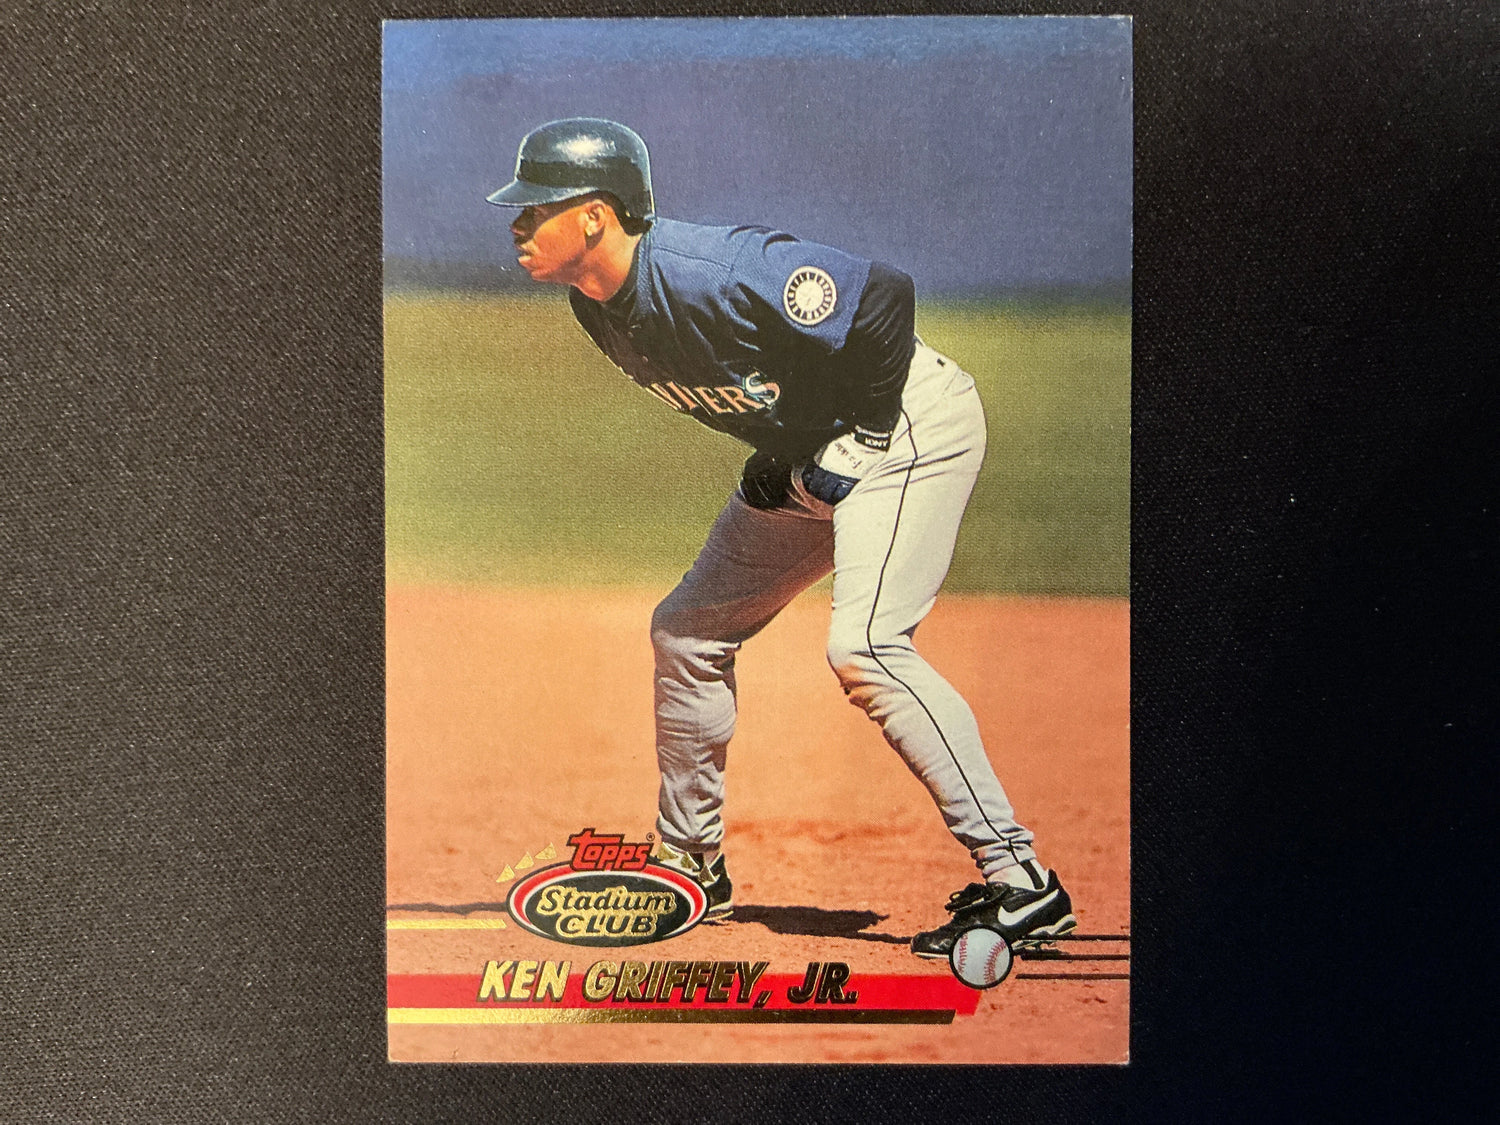 topps®
Stadium
CLUB
KEN GRIFFEY, JR.